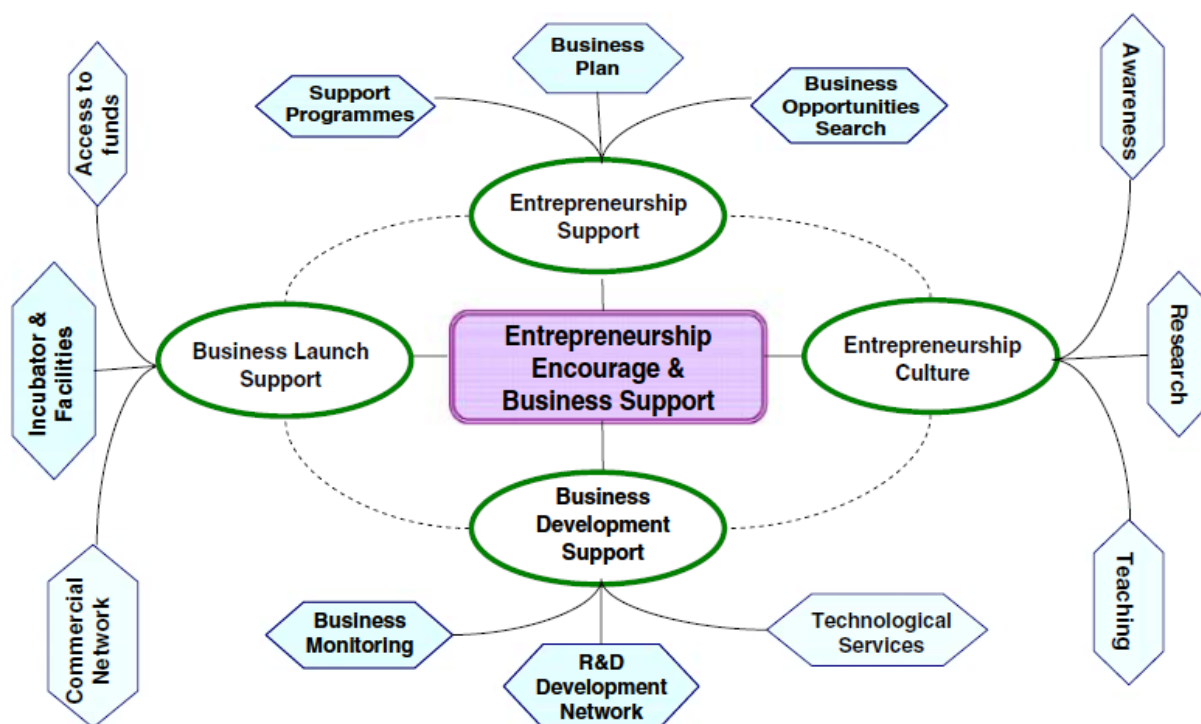 Business
Plan
Support
Programmes
Business
Opportunities
Search
Access to
funds
Awareness
Entrepreneurship
Support
Incubator &
Facilities
Business Launch
Support
Entrepreneurship
Encourage &
Business Support
Entrepreneurship
Culture
Research
Business
Development
Support
Commercial
Network
Business
Monitoring
R&D
Development
Network
Technological
Services
Teaching